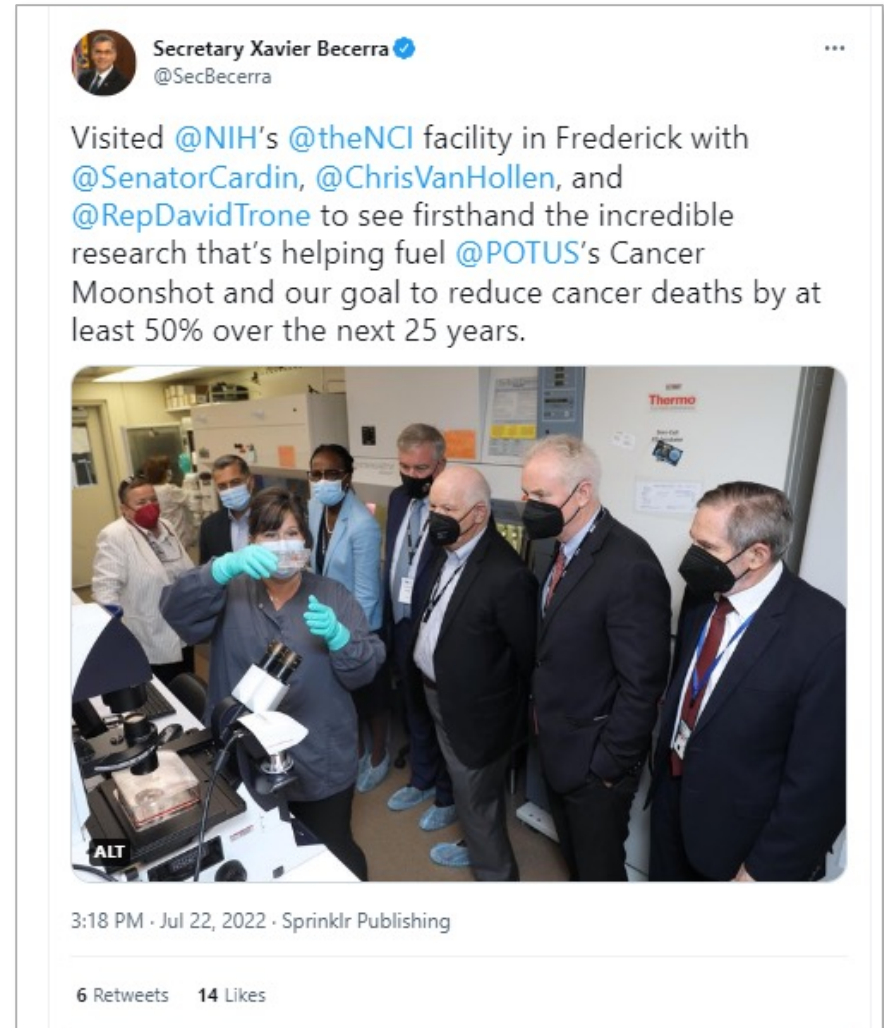 Secretary Xavier Becerra
@SecBecerra
Visited @NIH's @theNCI facility in Frederick with
@SenatorCardin, @ChrisVanHollen, and
@RepDavidTrone to see firsthand the incredible
research that's helping fuel @POTUS's Cancer
Moonshot and our goal to reduce cancer deaths by at
least 50% over the next 25 years.
Thermo
ALT
3:18 PM · Jul 22, 2022 · Sprinklr Publishing
6 Retweets 14 Likes